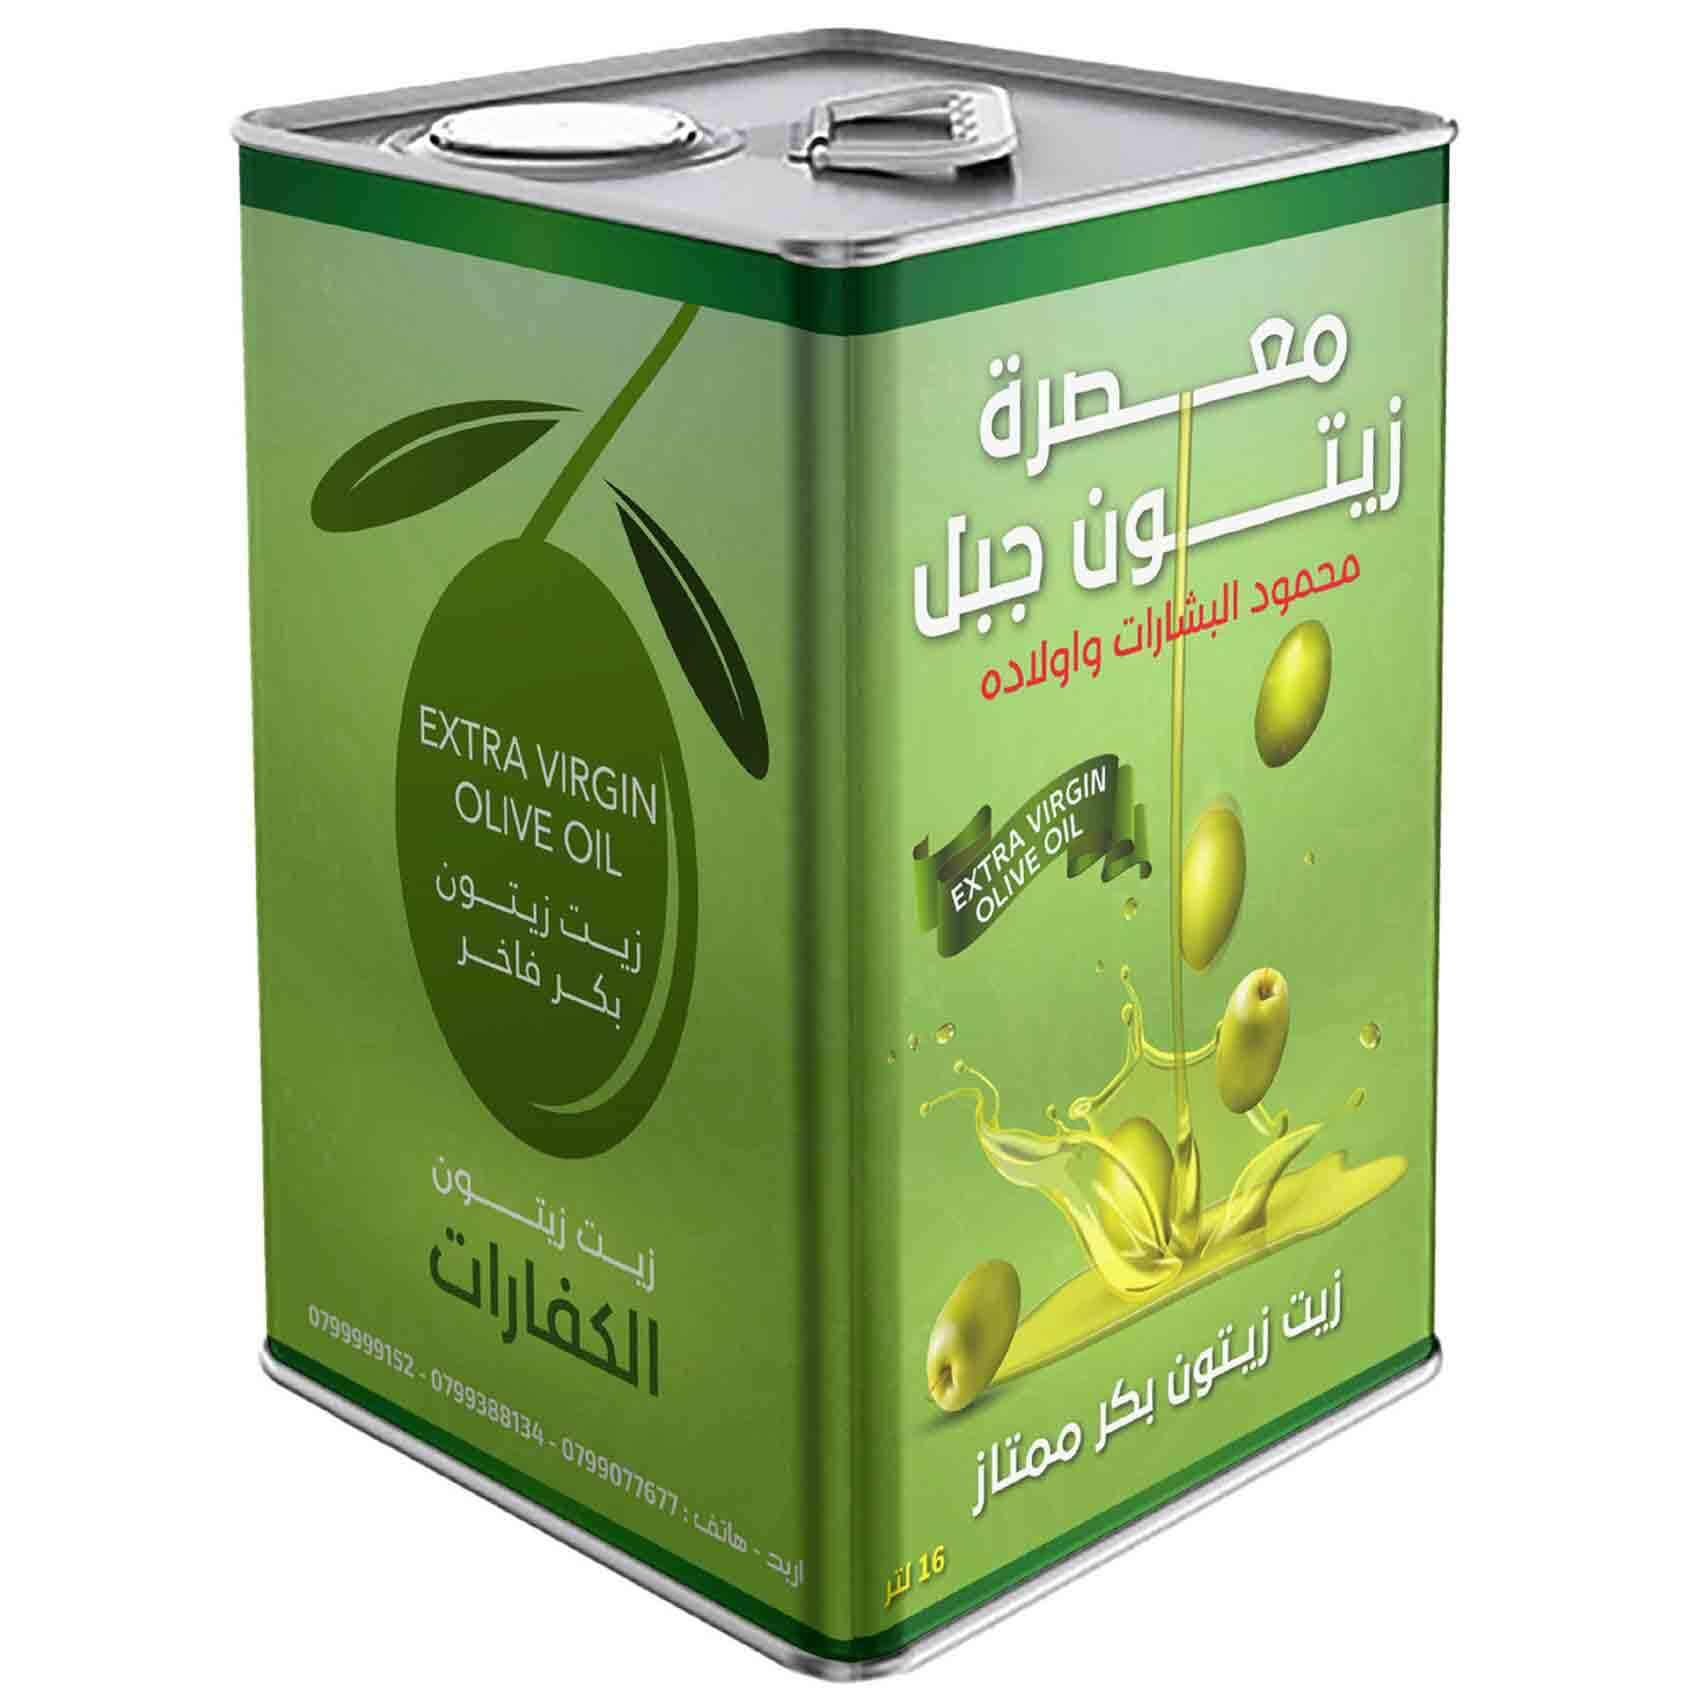 معصرة
زيتون جبل
محمود البشارات واولاده
EXTRA VIRGIN
OLIVE OIL
زيت زيتون بكر ممتاز
16 لتر
EXTRA VIRGIN
OLIVE OIL
زيت زيتون
بكر فاخر
زيت زيتون
الكفارات
اربد - هاتف : 0799077677 - 0799388134 - 0799999152